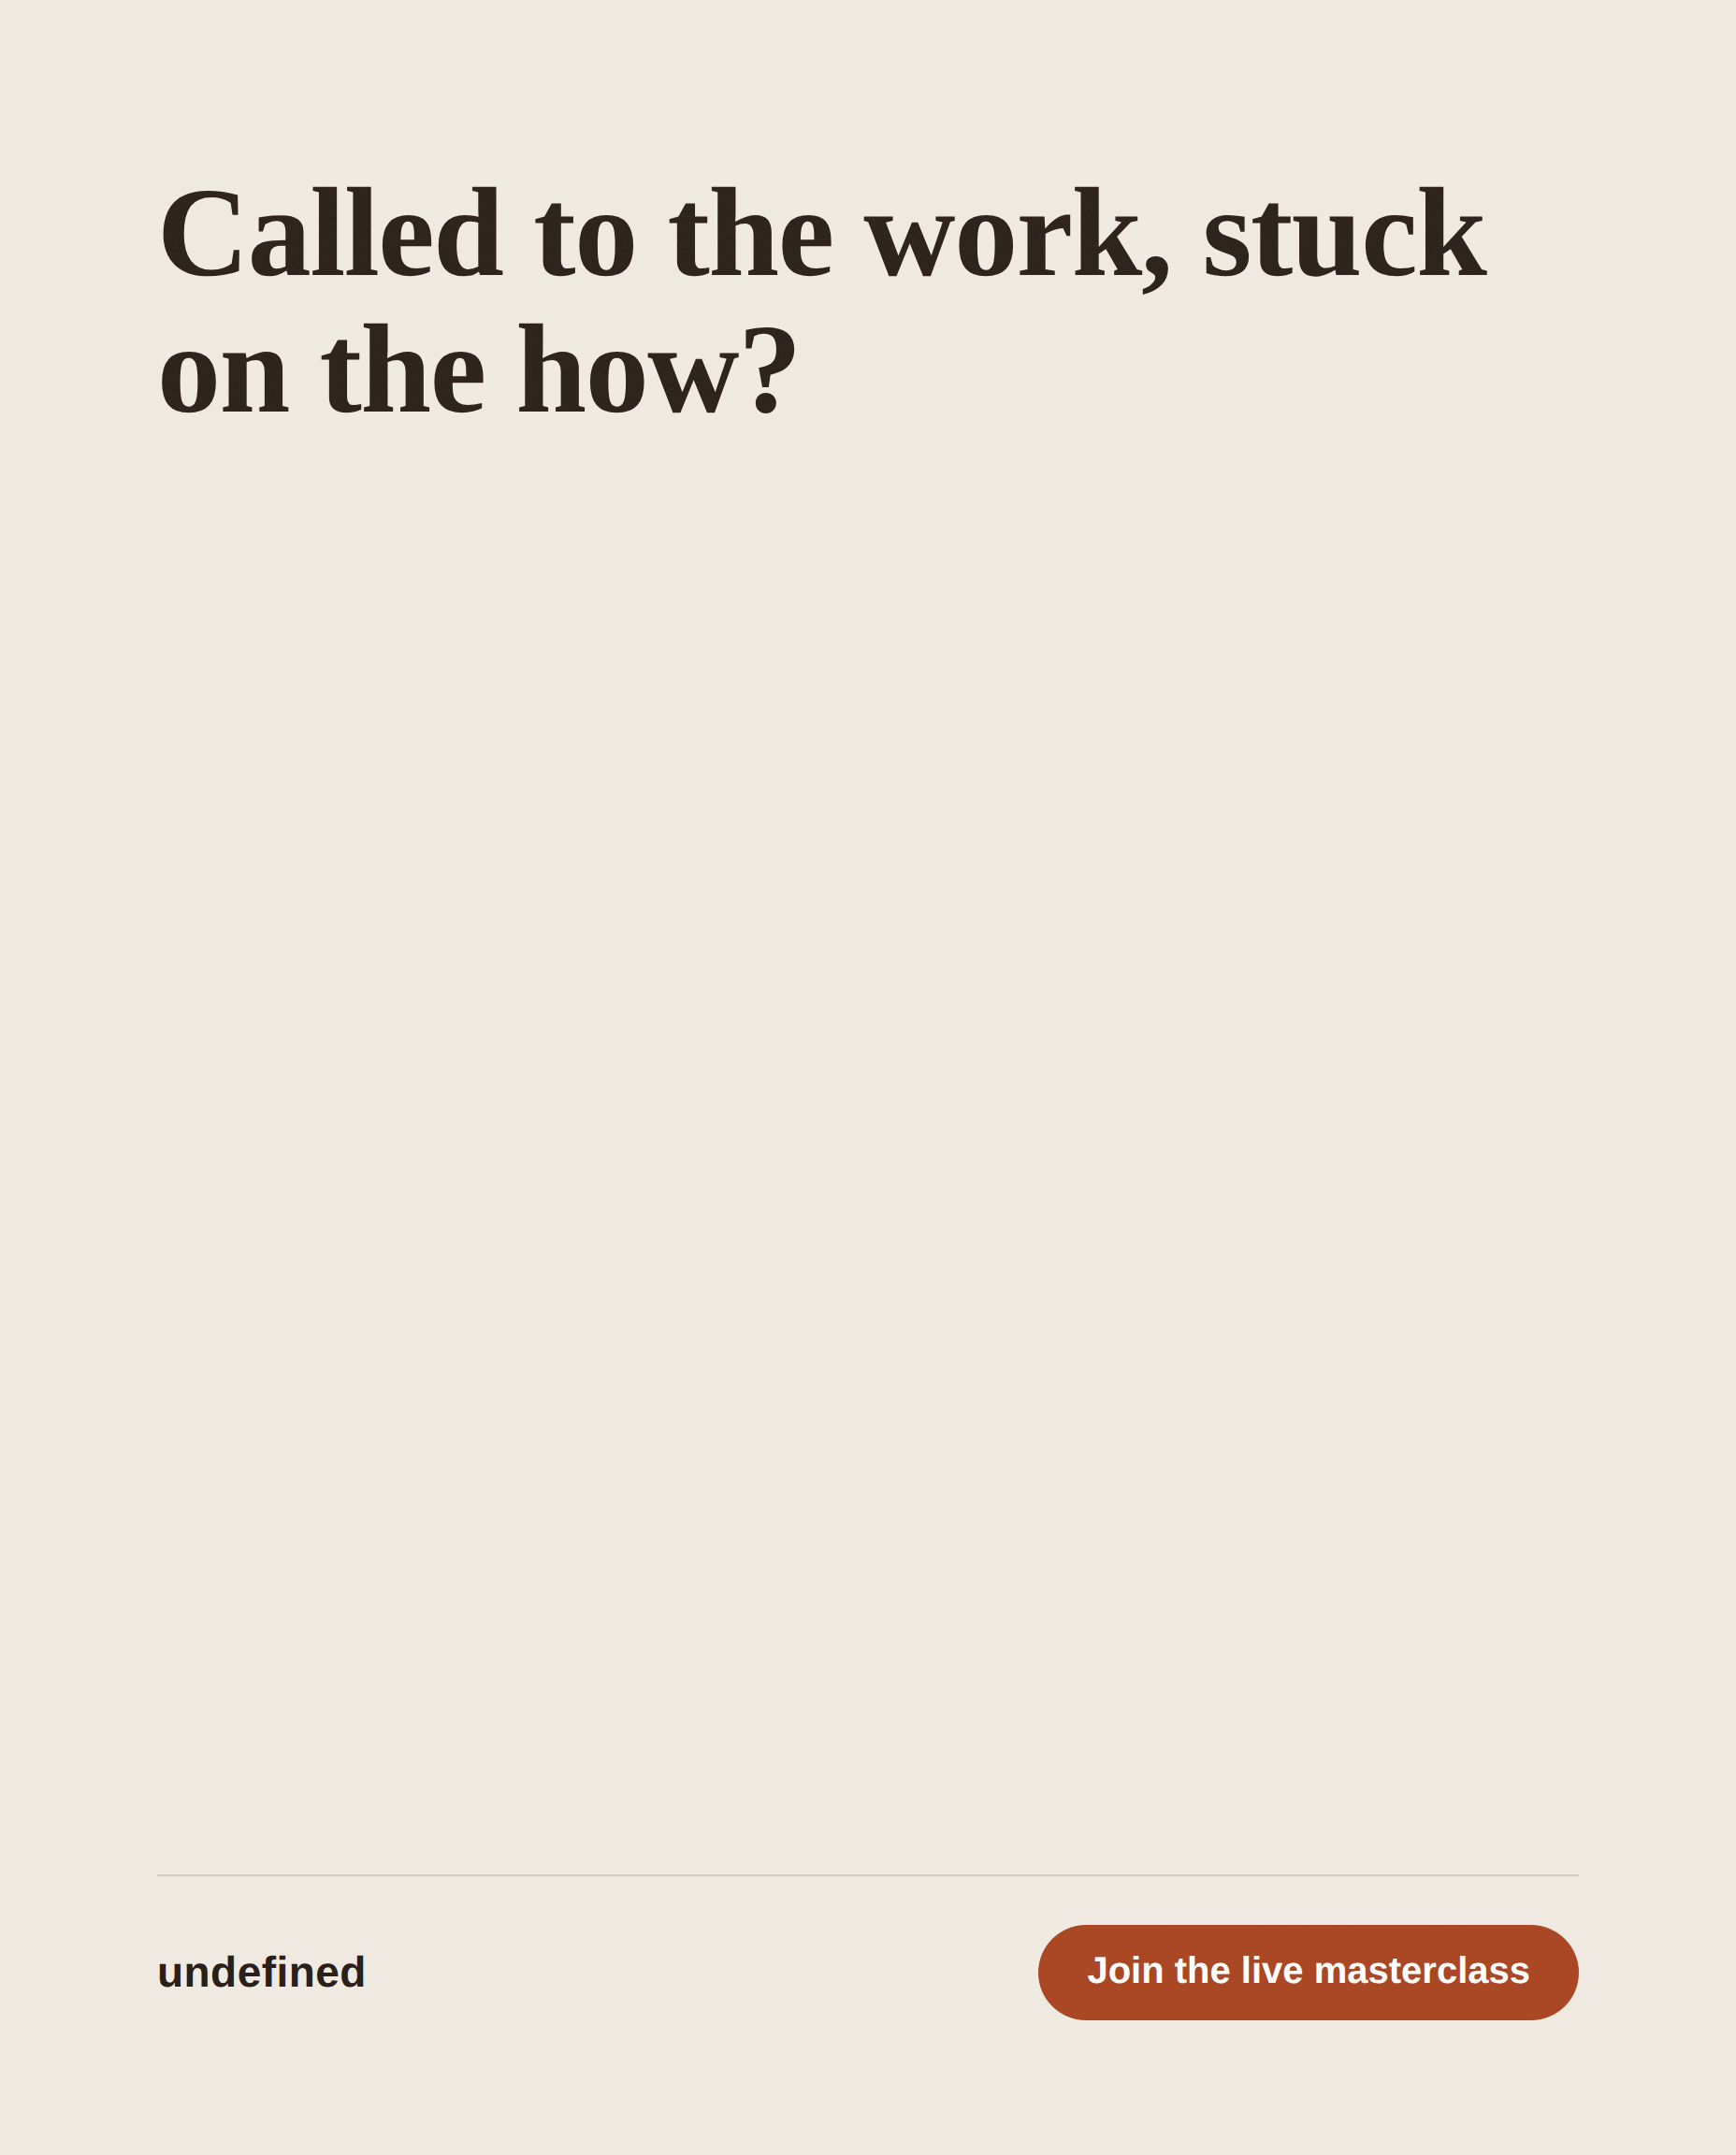 Called to the work, stuck
on the how?
undefined
Join the live masterclass